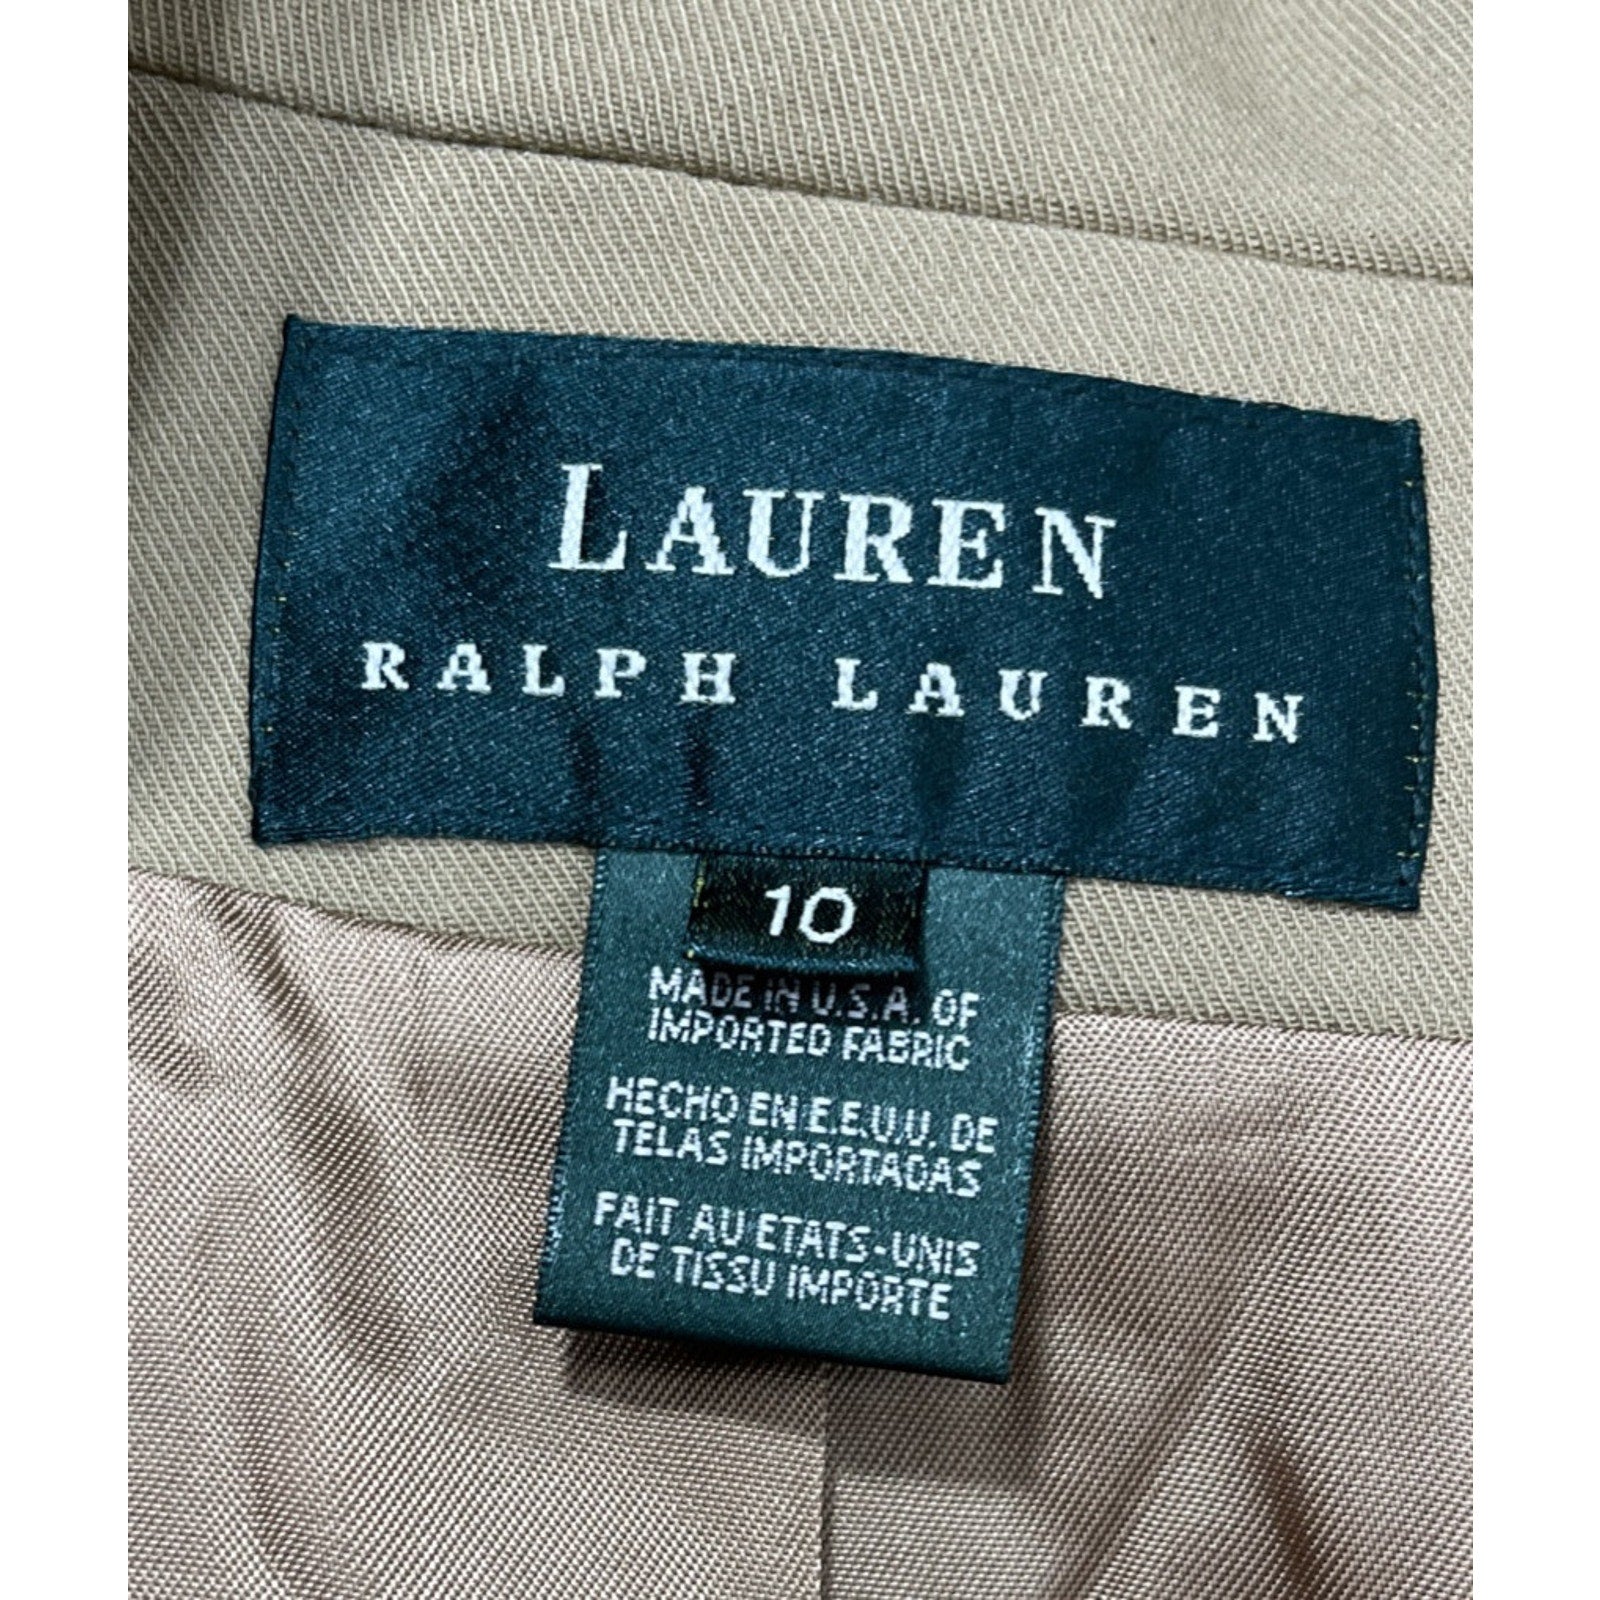 LAUREN
RALPH LAUREN
10
MADE IN U.S.A. OF
IMPORTED FABRIC
HECHO EN E.E.U.U. DE
TELAS IMPORTADAS
FAIT AU ETATS-UNIS
DE TISSU IMPORTE